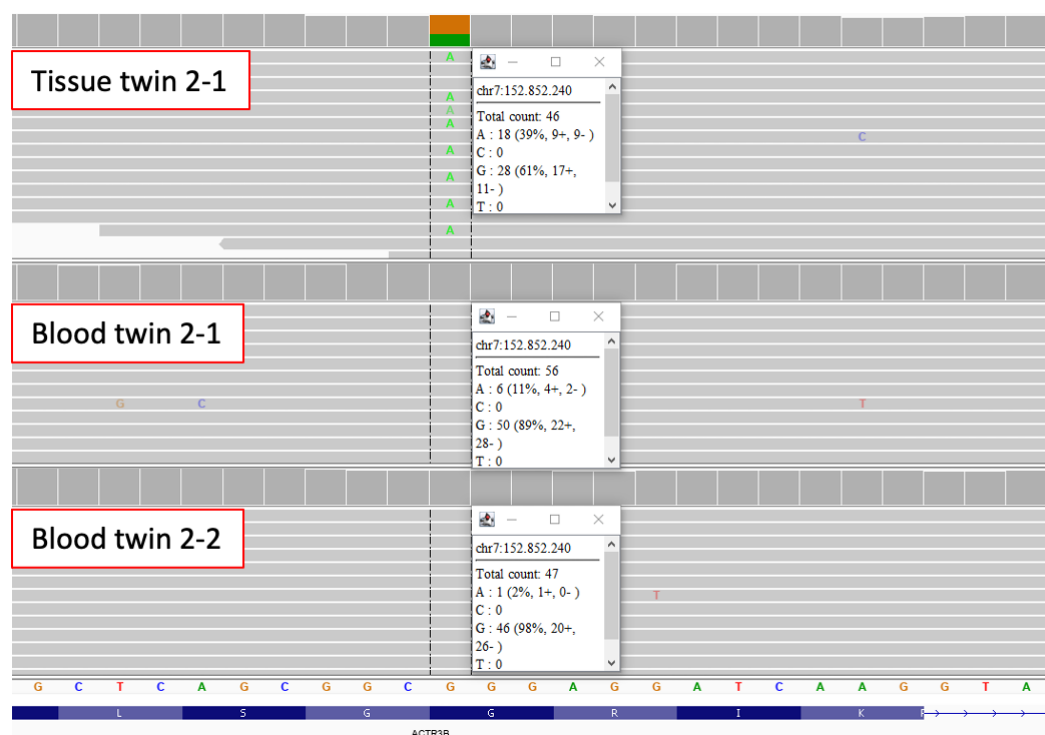 A
Tissue twin 2-1
chr7:152.852.240
A
Total count: 46
A
A : 18 (39%, 9+, 9- )
A
C
C : 0
A
G : 28 (61%, 17+,
A
11- )
A
T : 0
A
Blood twin 2-1
chr7:152.852.240
Total count: 56
A : 6 (11%, 4+, 2- )
G C
C : 0
T
G : 50 (89%, 22+,
28- )
T : 0
Blood twin 2-2
chr7:152.852.240
Total count: 47
A : 1 (2%, 1+, 0- )
T
C : 0
G : 46 (98%, 20+,
26- )
T : 0
G C T C A G C G G C G G G A G G A T C A A G G T A
L S G G R I K
ACTR3B